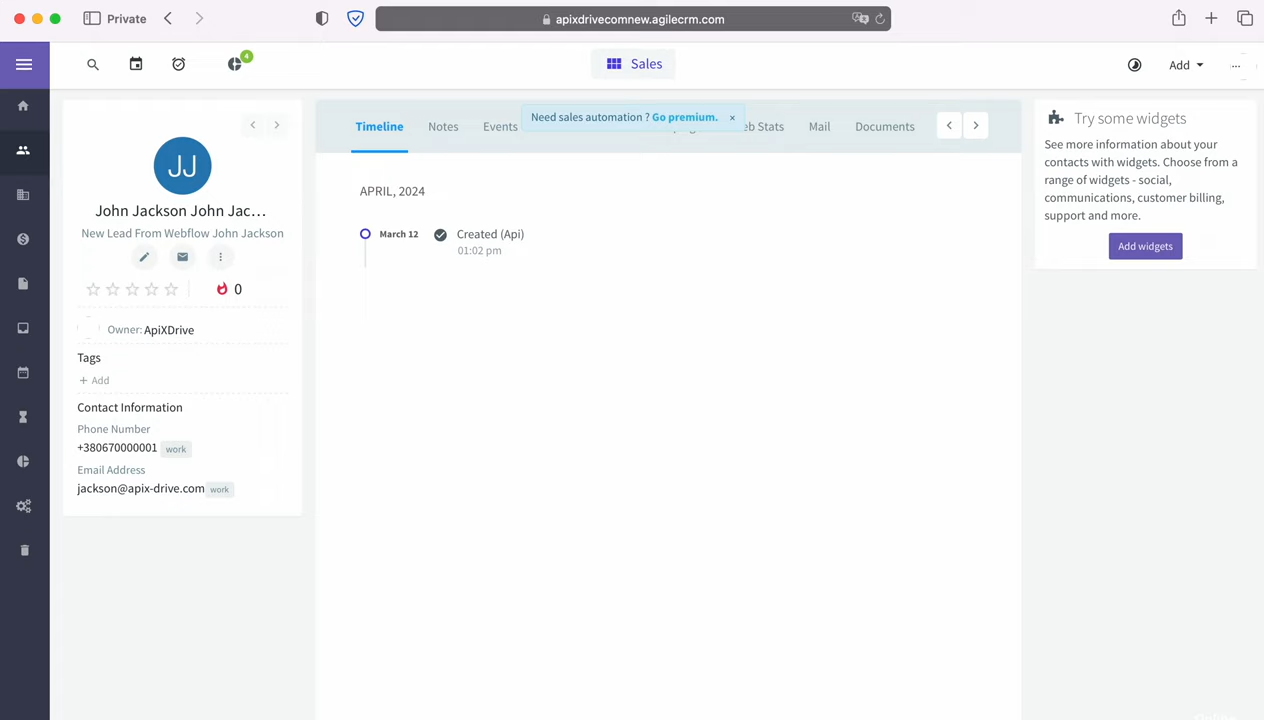 Private
apixdrivecomnew.agilecrm.com
4
Sales
Add
JJ
John Jackson John Jac...
New Lead From Webflow John Jackson
0
Owner: ApiXDrive
Tags
+ Add
Contact Information
Phone Number
+380670000001 work
Email Address
jackson@apix-drive.com work
Need sales automation ? Go premium. ×
Timeline Notes Events Stats Mail Documents
APRIL, 2024
March 12 Created (Api)
01:02 pm
Try some widgets
See more information about your
contacts with widgets. Choose from a
range of widgets - social,
communications, customer billing,
support and more.
Add widgets